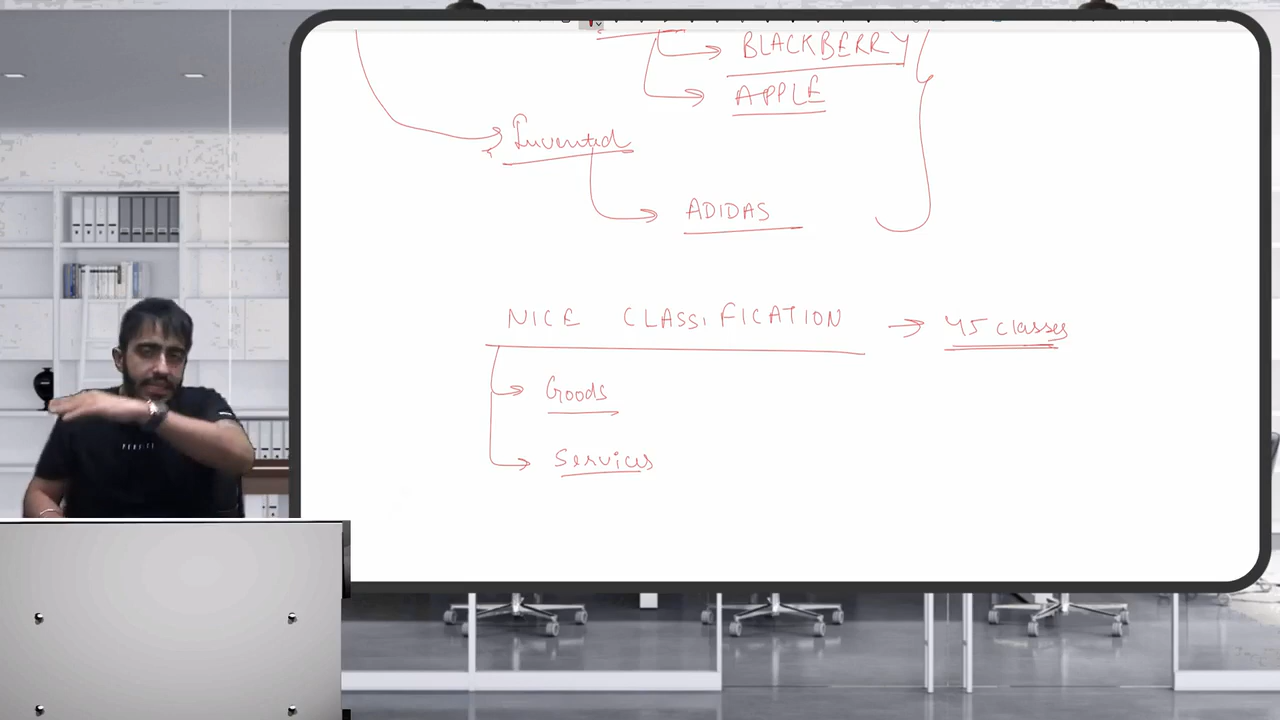 BLACKBERRY
APPLE
Invented
ADIDAS
NICE CLASSIFICATION → 45 classes
Goods
Services